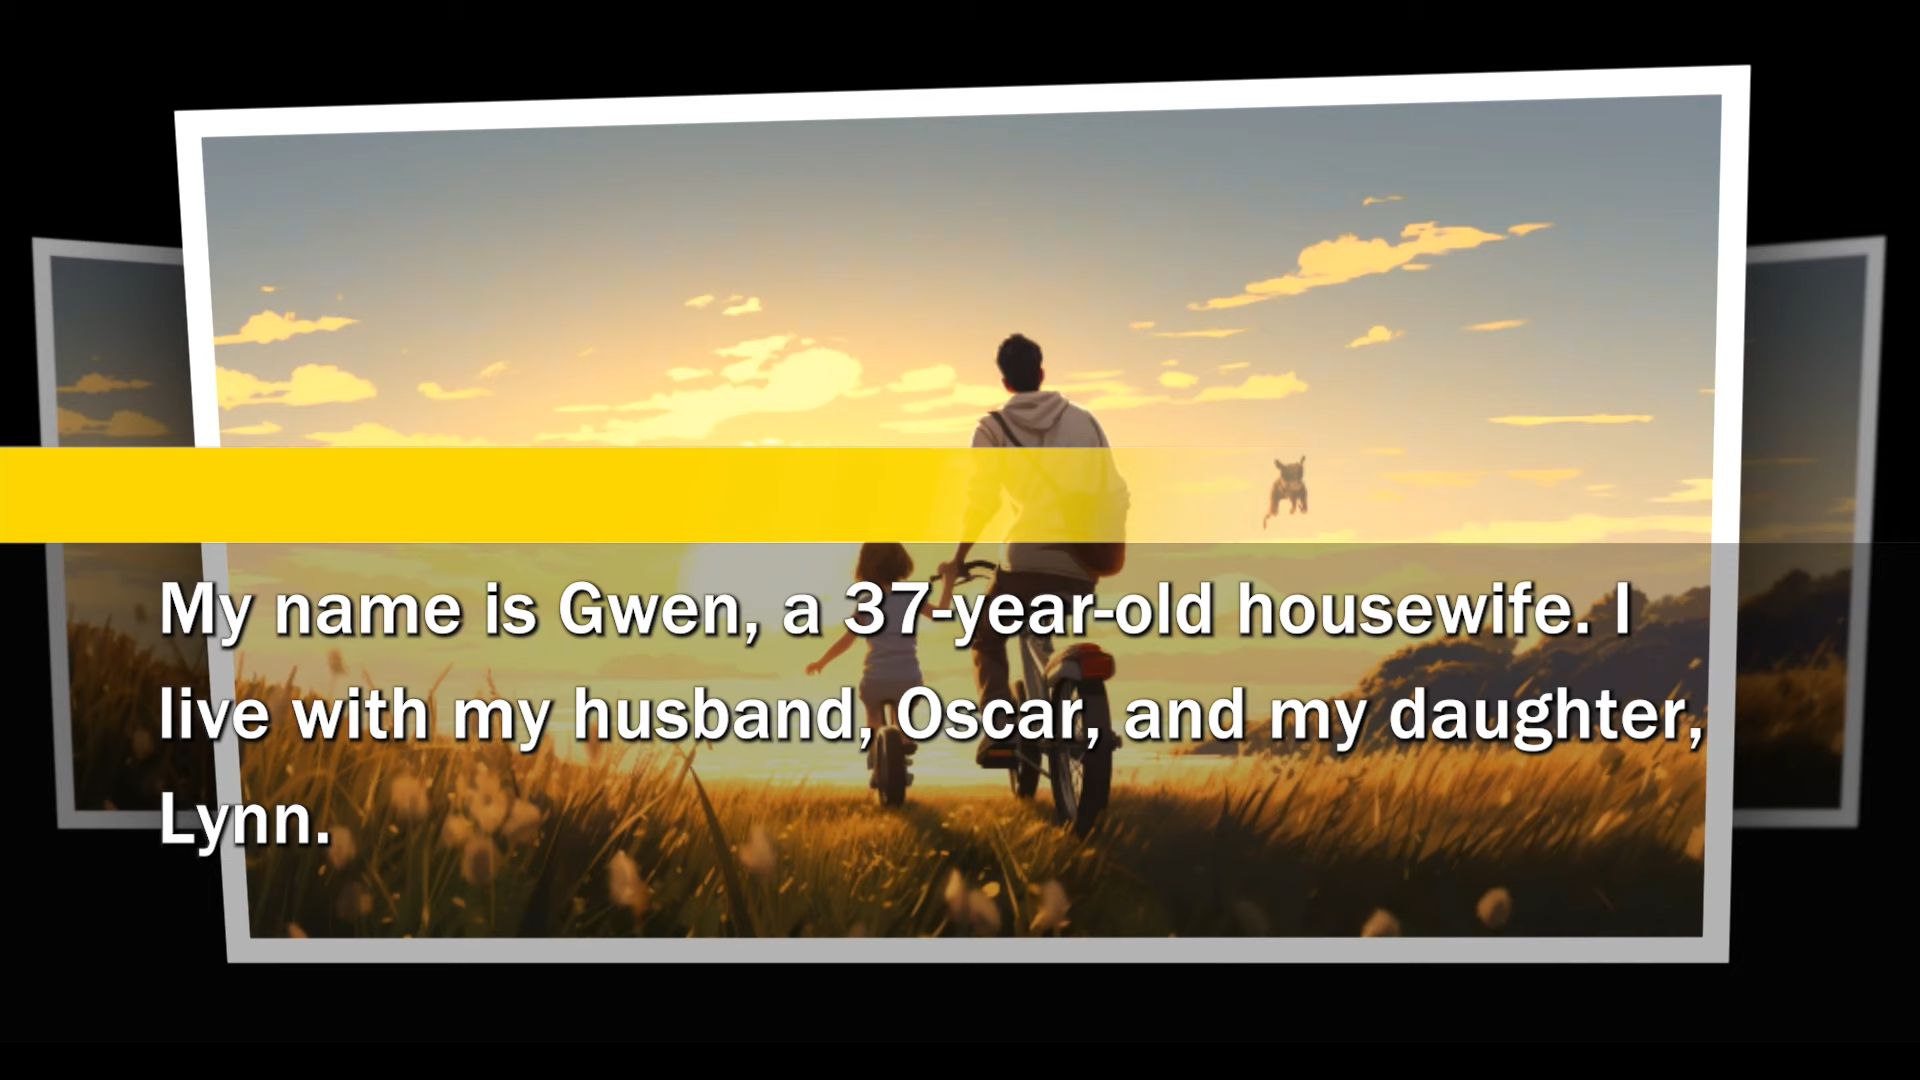 My name is Gwen, a 37-year-old housewife. I
live with my husband, Oscar, and my daughter,
Lynn.